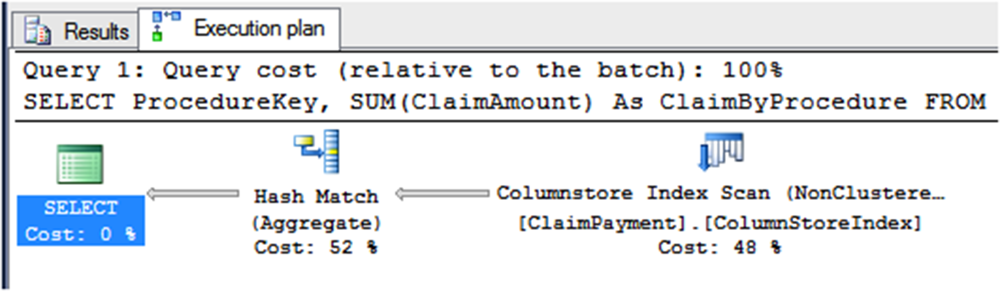 Results Execution plan
Query 1: Query cost (relative to the batch): 100%
SELECT ProcedureKey, SUM(ClaimAmount) As ClaimByProcedure FROM
SELECT
Cost: 0 %
Hash Match
(Aggregate)
Cost: 52 %
Columnstore Index Scan (NonClustere…
[ClaimPayment].[ColumnStoreIndex]
Cost: 48 %